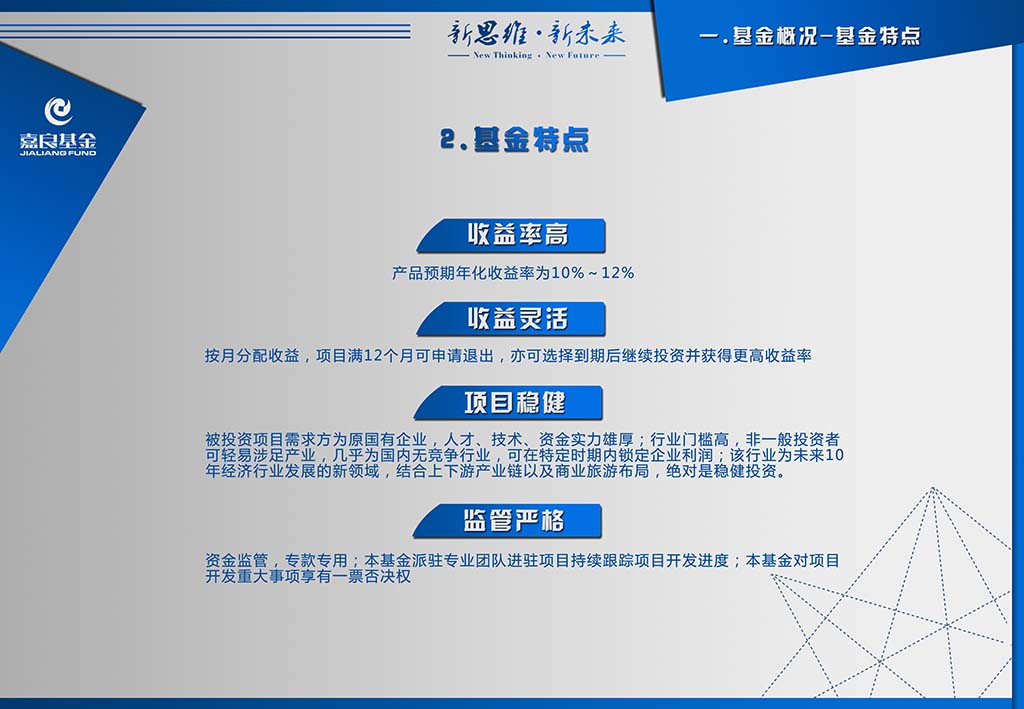 新思维·新未来
New Thinking · New Future
一.基金概况-基金特点
嘉良基金
JIALIANG FUND
2.基金特点
收益率高
产品预期年化收益率为10%～12%
收益灵活
按月分配收益，项目满12个月可申请退出，亦可选择到期后继续投资并获得更高收益率
项目稳健
被投资项目需求方为原国有企业，人才、技术、资金实力雄厚；行业门槛高，非一般投资者
可轻易涉足产业，几乎为国内无竞争行业，可在特定时期内锁定企业利润；该行业为未来10
年经济行业发展的新领域，结合上下游产业链以及商业旅游布局，绝对是稳健投资。
监管严格
资金监管，专款专用；本基金派驻专业团队进驻项目持续跟踪项目开发进度；本基金对项目
开发重大事项享有一票否决权